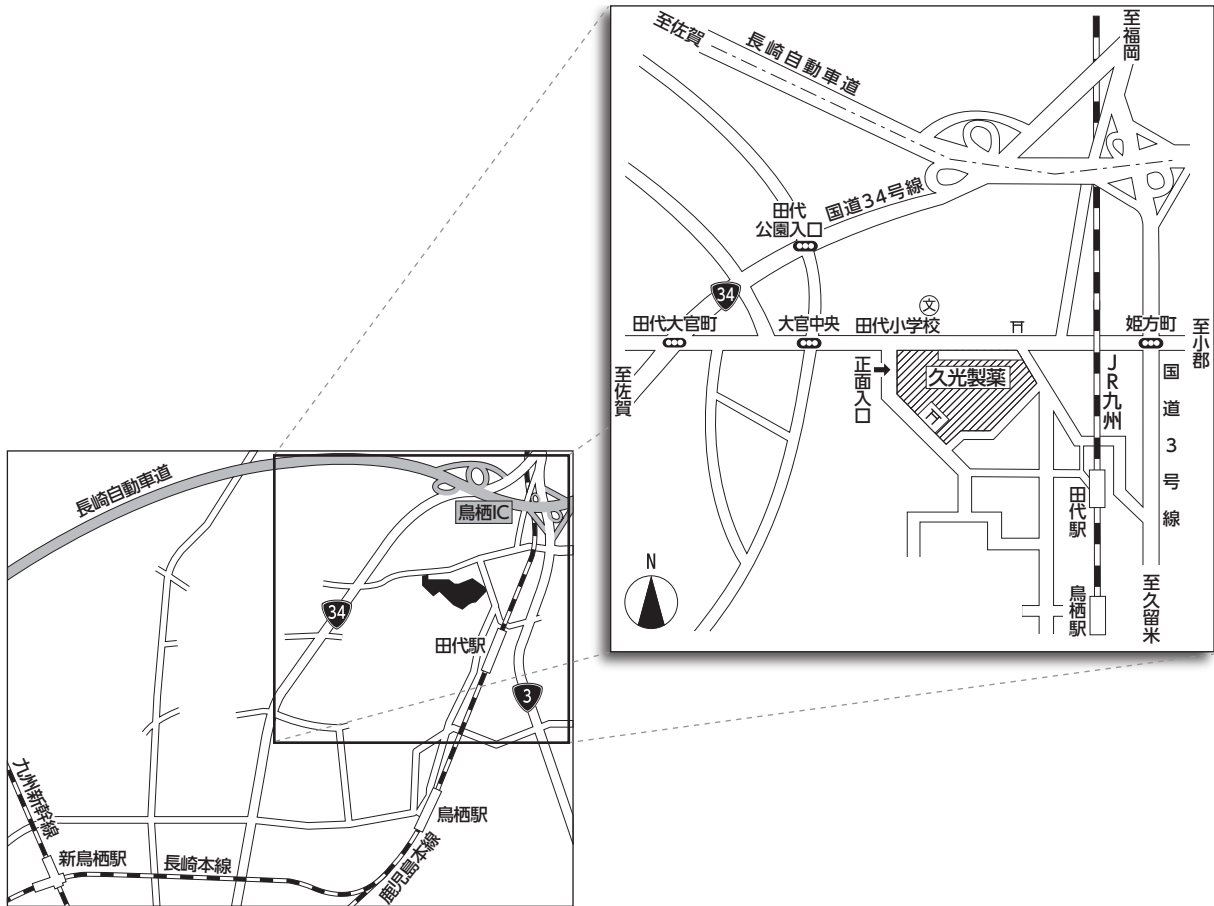 至佐賀
長崎自動車道
至福岡
国道34号線
田代
公園入口
34
文
田代大官町
大官中央
田代小学校
姫方町
至小郡
至佐賀
正面入口
久光製薬
JR九州
国道3号線
田代駅
N
鳥栖駅
至久留米
長崎自動車道
鳥栖IC
34
田代駅
3
九州新幹線
鳥栖駅
新鳥栖駅
長崎本線
鹿児島本線